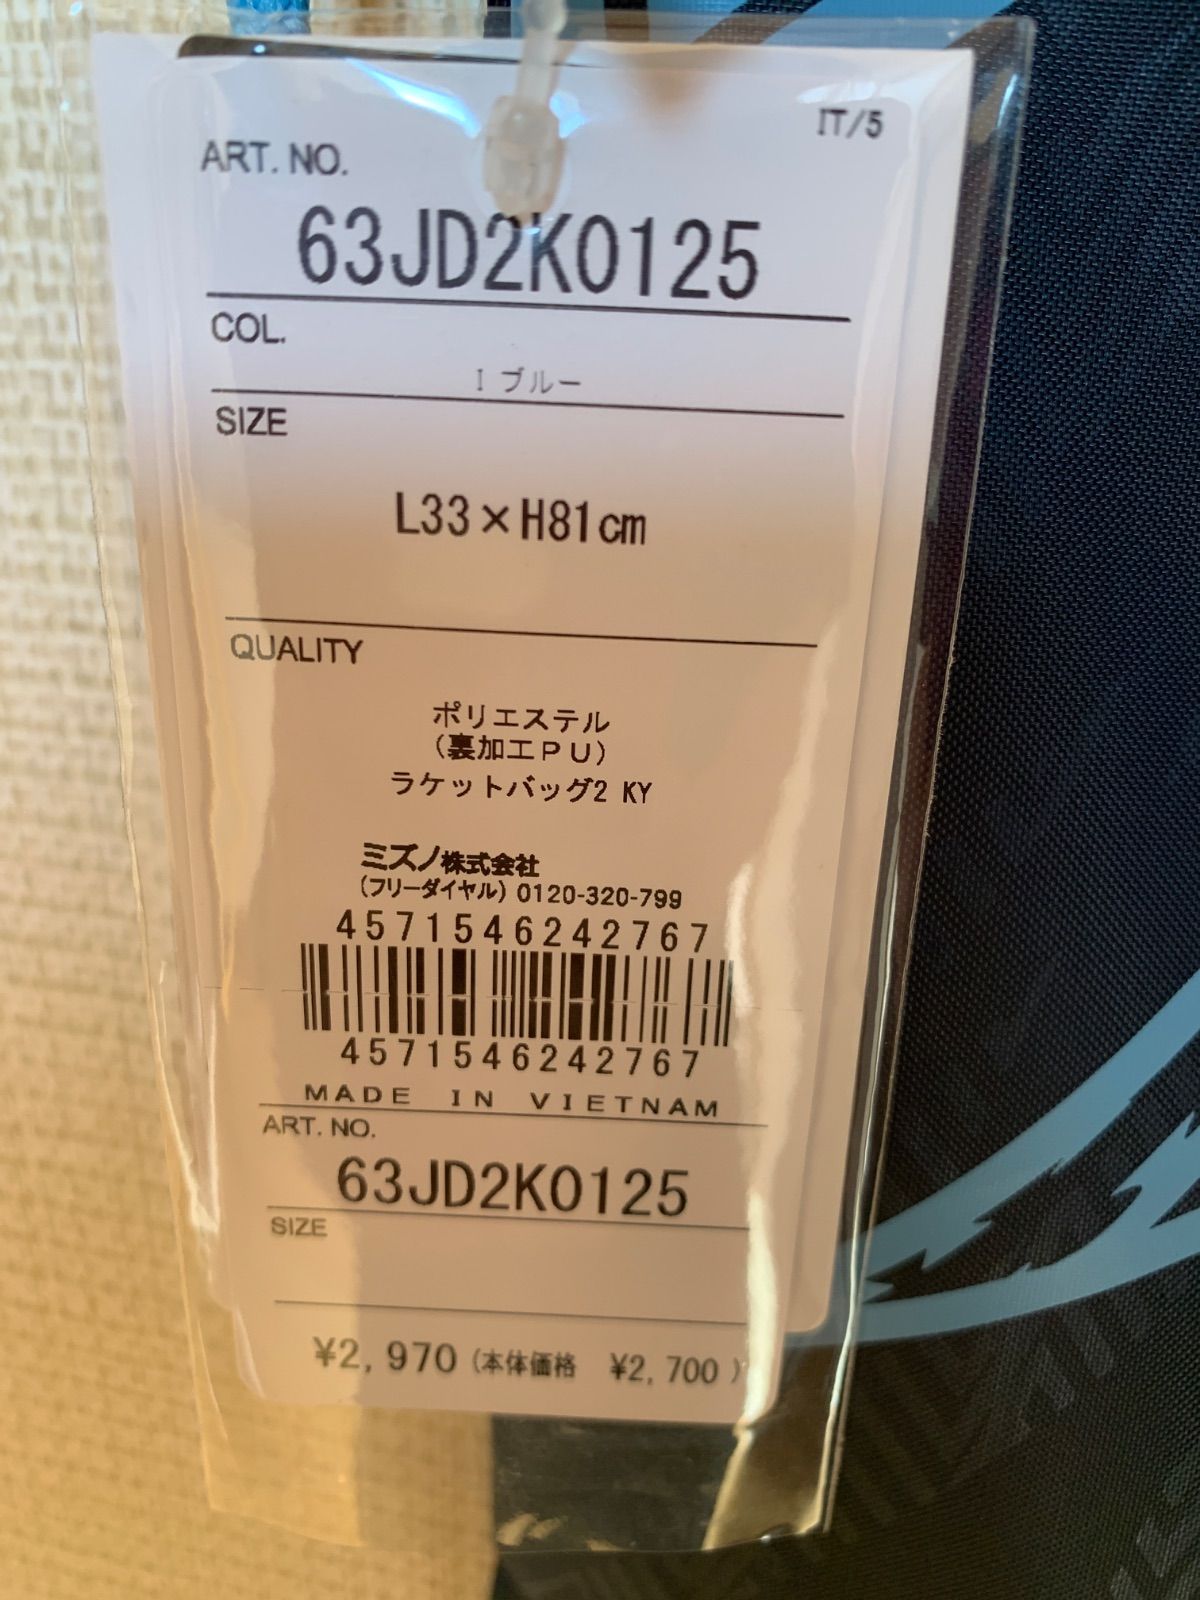 IT/5
ART. NO.
63JD2K0125
COL.
I ブルー
SIZE
L33×H81cm
QUALITY
ポリエステル
（裏加工ＰＵ）
ラケットバッグ2 KY
ミズノ株式会社
（フリーダイヤル）0120-320-799
4571546242767
4571546242767
MADE IN VIETNAM
ART. NO.
63JD2K0125
SIZE
¥2,970 (本体価格 ¥2,700 )